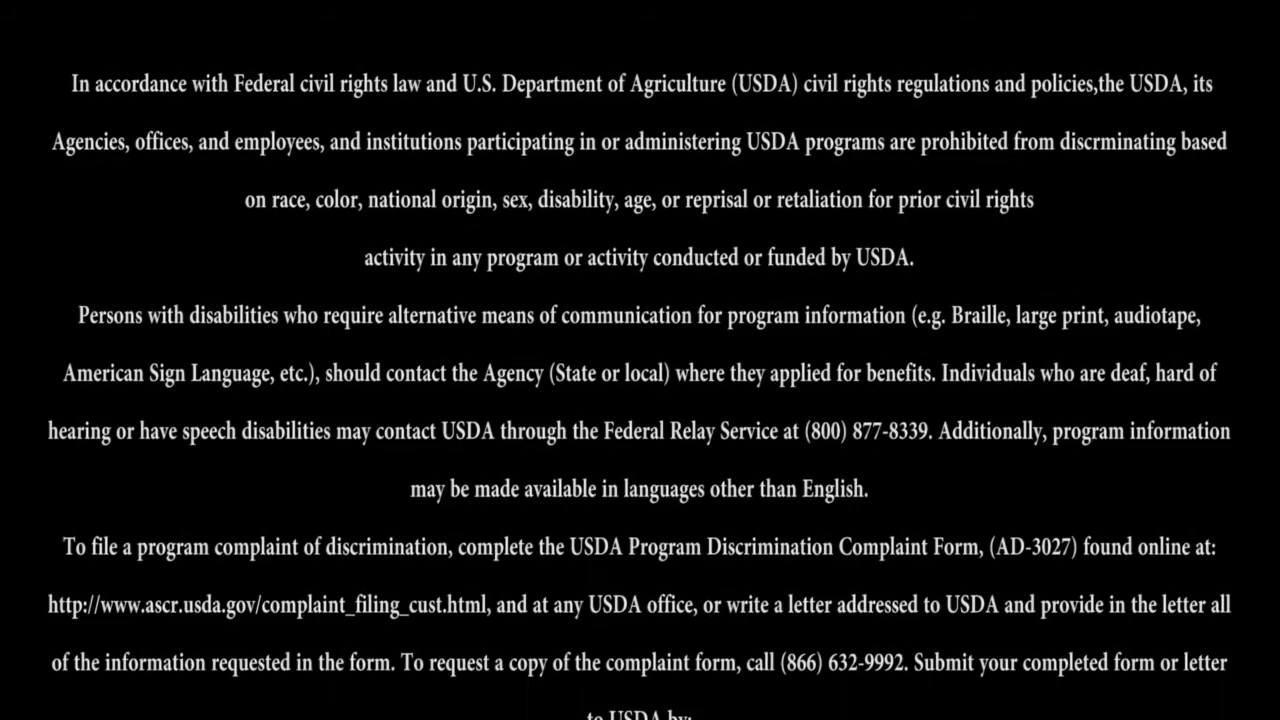 In accordance with Federal civil rights law and U.S. Department of Agriculture (USDA) civil rights regulations and policies,the USDA, its
Agencies, offices, and employees, and institutions participating in or administering USDA programs are prohibited from discrminating based
on race, color, national origin, sex, disability, age, or reprisal or retaliation for prior civil rights
activity in any program or activity conducted or funded by USDA.
Persons with disabilities who require alternative means of communication for program information (e.g. Braille, large print, audiotape,
American Sign Language, etc.), should contact the Agency (State or local) where they applied for benefits. Individuals who are deaf, hard of
hearing or have speech disabilities may contact USDA through the Federal Relay Service at (800) 877-8339. Additionally, program information
may be made available in languages other than English.
To file a program complaint of discrimination, complete the USDA Program Discrimination Complaint Form, (AD-3027) found online at:
http://www.ascr.usda.gov/complaint_filing_cust.html, and at any USDA office, or write a letter addressed to USDA and provide in the letter all
of the information requested in the form. To request a copy of the complaint form, call (866) 632-9992. Submit your completed form or letter
to USDA by: